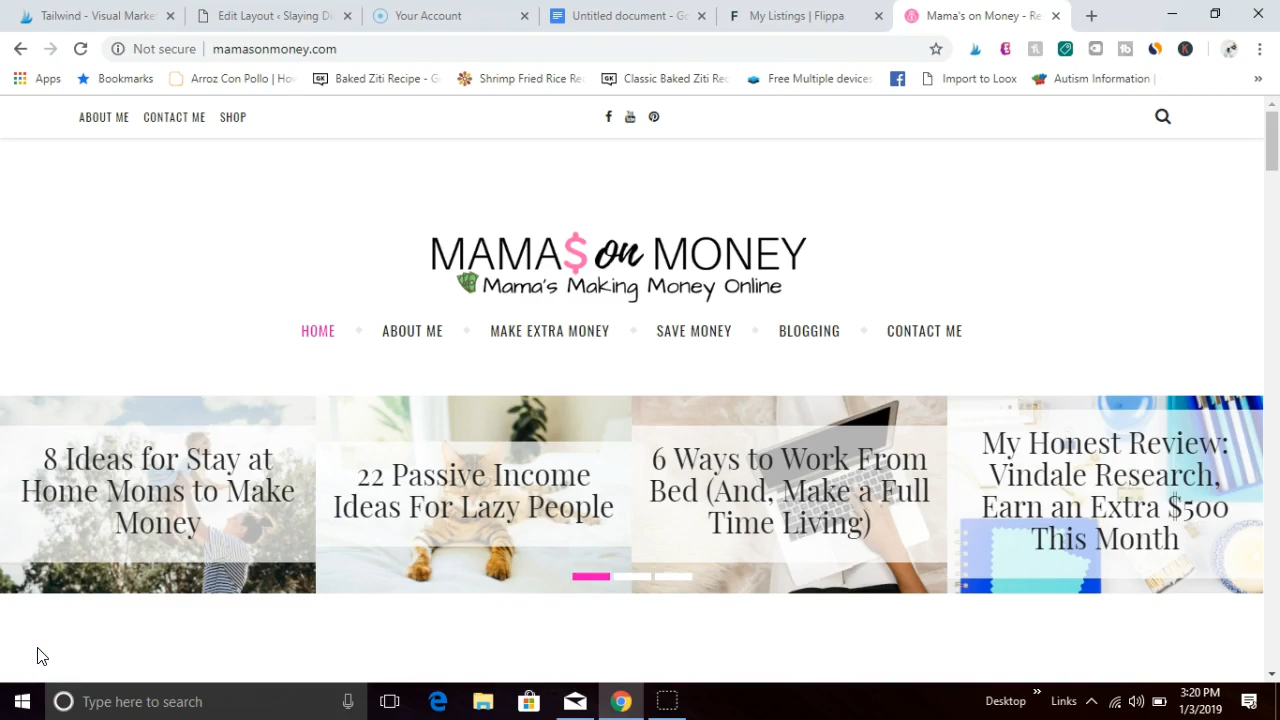 Tailwind - Visual Marke
Edit Layout ‹ Staying Di
Your Account
Untitled document - Go
My Listings | Flippa
Mama's on Money - Re
Not secure
mamasonmoney.com
Apps
Bookmarks
Arroz Con Pollo | Ho
Baked Ziti Recipe - G
Shrimp Fried Rice Re
Classic Baked Ziti Rec
Free Multiple devices
Import to Loox
Autism Information |
ABOUT ME
CONTACT ME
SHOP
MAMA$ on MONEY
Mama's Making Money Online
HOME
ABOUT ME
MAKE EXTRA MONEY
SAVE MONEY
BLOGGING
CONTACT ME
8 Ideas for Stay at
Home Moms to Make
Money
22 Passive Income
Ideas For Lazy People
6 Ways to Work From
Bed (And, Make a Full
Time Living)
My Honest Review:
Vindale Research,
Earn an Extra $500
This Month
Type here to search
Desktop
Links
3:20 PM
1/3/2019